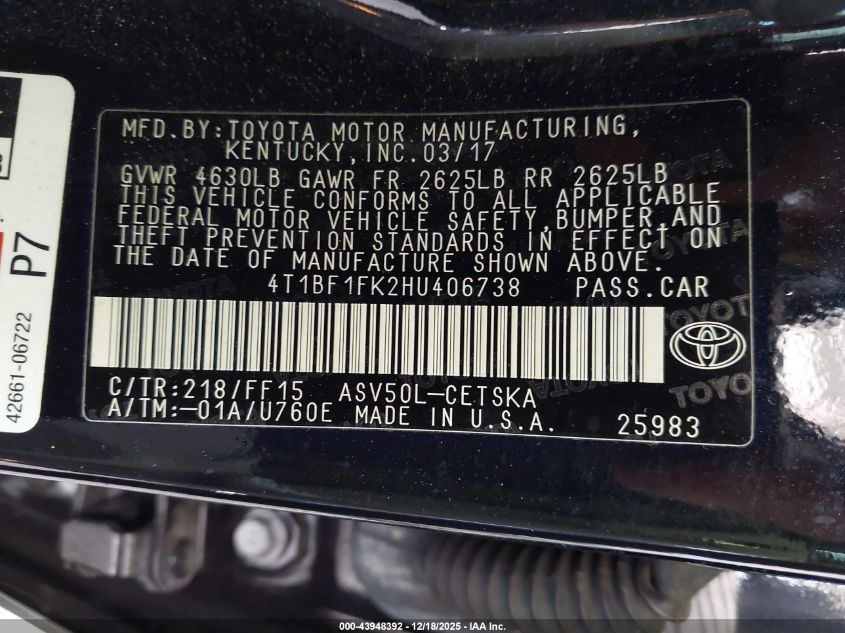 MFD.BY:TOYOTA MOTOR MANUFACTURING,
KENTUCKY,INC.03/17
GVWR 4630LB GAWR FR 2625LB RR 2625LB
THIS VEHICLE CONFORMS TO ALL APPLICABLE
FEDERAL MOTOR VEHICLE SAFETY,BUMPER,AND
THEFT PREVENTION STANDARDS IN EFFECT ON
THE DATE OF MANUFACTURE SHOWN ABOVE.
4T1BF1FK2HU406738 PASS.CAR
C/TR:218/FF15 ASV50L-CETSKA
A/TM:-01A/U760E MADE IN U.S.A.
25983
TOYOTA
TOYO
P7
42661-06722
000-43948392 - 12/18/2025 - IAA Inc.